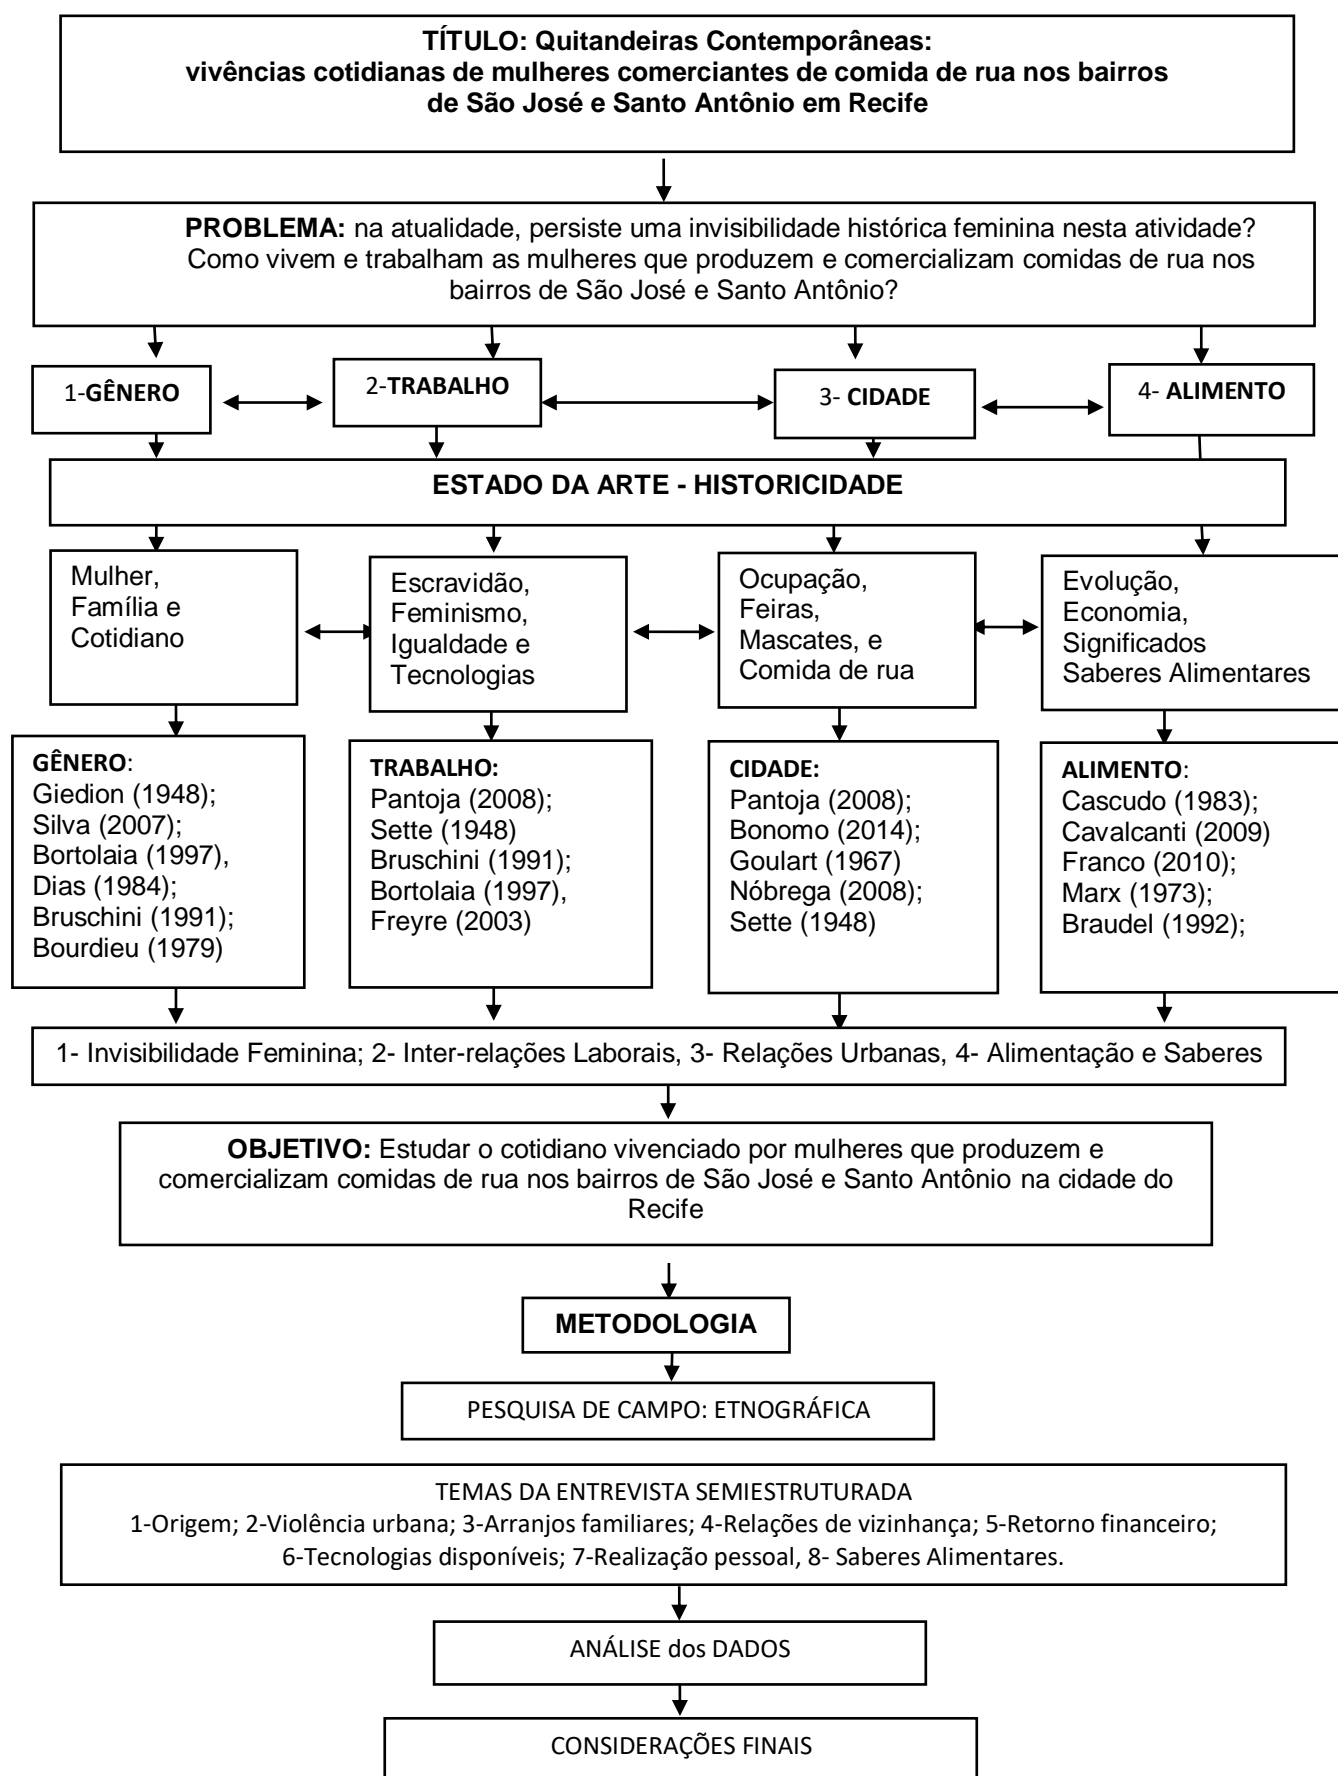 TÍTULO: Quitandeiras Contemporâneas:
vivências cotidianas de mulheres comerciantes de comida de rua nos bairros
de São José e Santo Antônio em Recife
PROBLEMA: na atualidade, persiste uma invisibilidade histórica feminina nesta atividade?
Como vivem e trabalham as mulheres que produzem e comercializam comidas de rua nos
bairros de São José e Santo Antônio?
1-GÊNERO
2-TRABALHO
3- CIDADE
4- ALIMENTO
ESTADO DA ARTE - HISTORICIDADE
Mulher,
Família e
Cotidiano
Escravidão,
Feminismo,
Igualdade e
Tecnologias
Ocupação,
Feiras,
Mascates, e
Comida de rua
Evolução,
Economia,
Significados
Saberes Alimentares
GÊNERO:
Giedion (1948);
Silva (2007);
Bortolaia (1997),
Dias (1984);
Bruschini (1991);
Bourdieu (1979)
TRABALHO:
Pantoja (2008);
Sette (1948)
Bruschini (1991);
Bortolaia (1997),
Freyre (2003)
CIDADE:
Pantoja (2008);
Bonomo (2014);
Goulart (1967)
Nóbrega (2008);
Sette (1948)
ALIMENTO:
Cascudo (1983);
Cavalcanti (2009)
Franco (2010);
Marx (1973);
Braudel (1992);
1- Invisibilidade Feminina; 2- Inter-relações Laborais, 3- Relações Urbanas, 4- Alimentação e Saberes
OBJETIVO: Estudar o cotidiano vivenciado por mulheres que produzem e
comercializam comidas de rua nos bairros de São José e Santo Antônio na cidade do
Recife
METODOLOGIA
PESQUISA DE CAMPO: ETNOGRÁFICA
TEMAS DA ENTREVISTA SEMIESTRUTURADA
1-Origem; 2-Violência urbana; 3-Arranjos familiares; 4-Relações de vizinhança; 5-Retorno financeiro;
6-Tecnologias disponíveis; 7-Realização pessoal, 8- Saberes Alimentares.
ANÁLISE dos DADOS
CONSIDERAÇÕES FINAIS